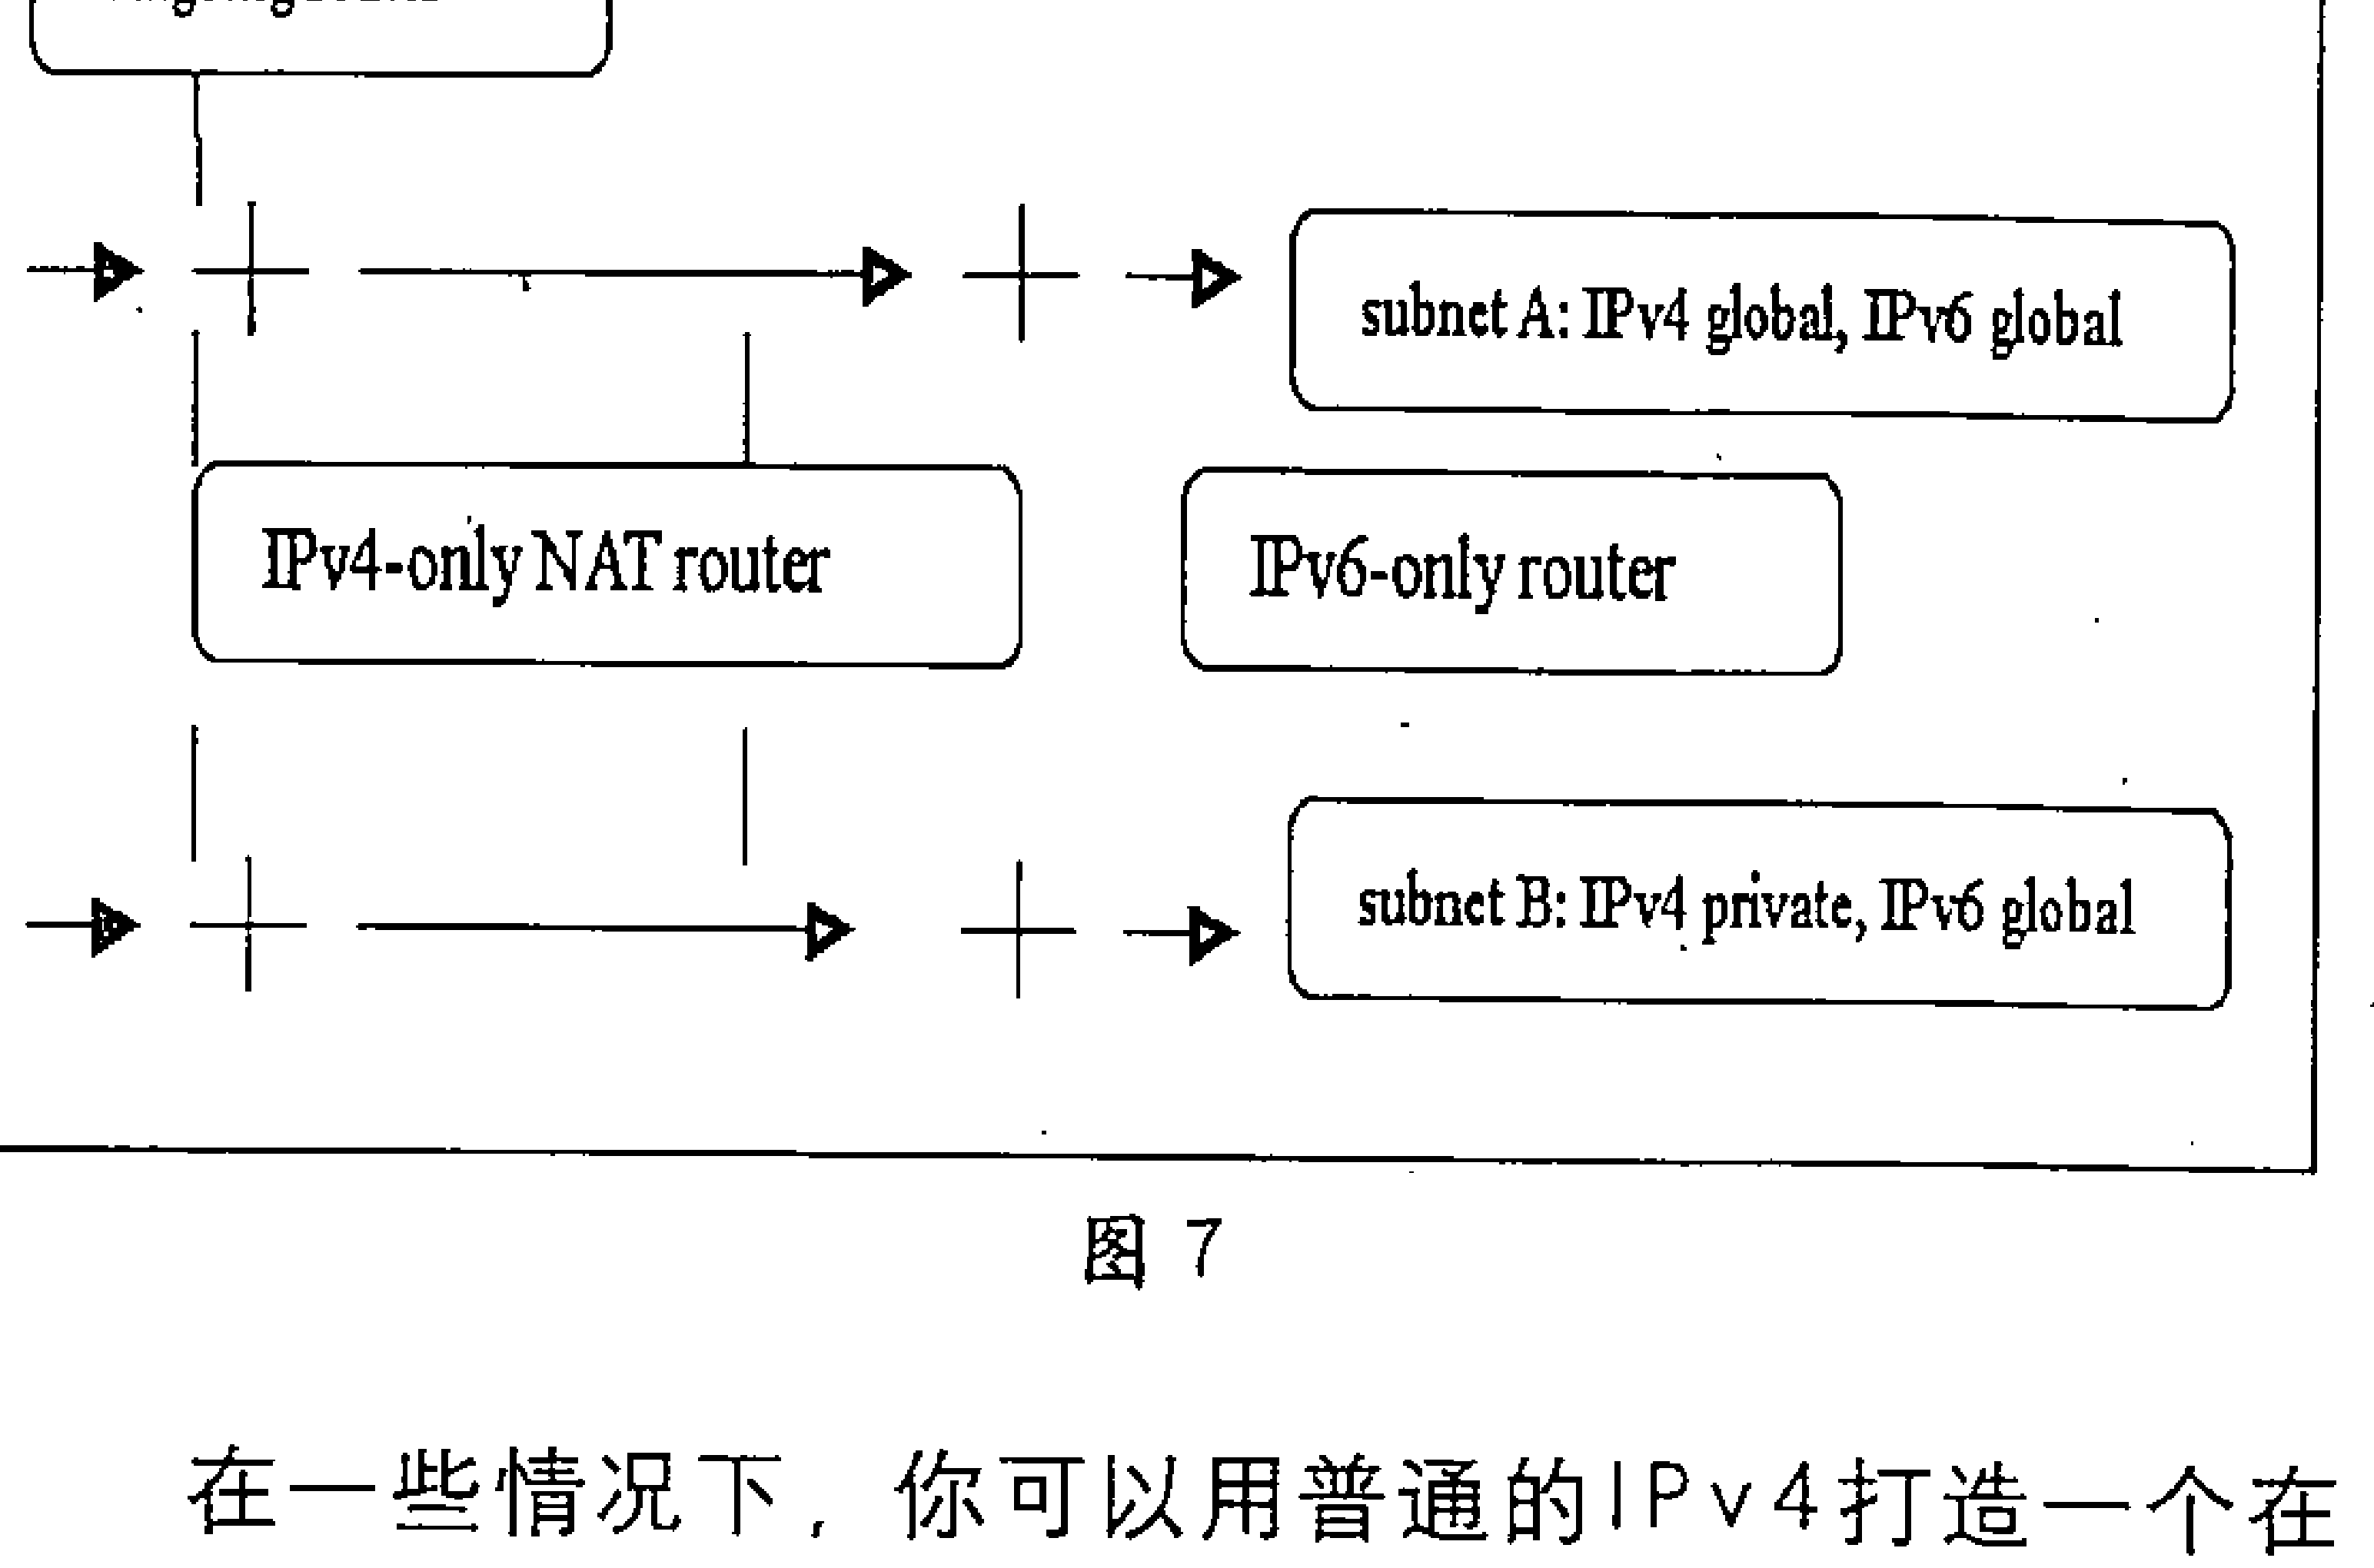 subnet A: IPv4 global, IPv6 global
IPv4-only NAT router
IPv6-only router
subnet B: IPv4 private, IPv6 global
图 7
在一些情况下, 你可以用普通的IPv4打造一个在